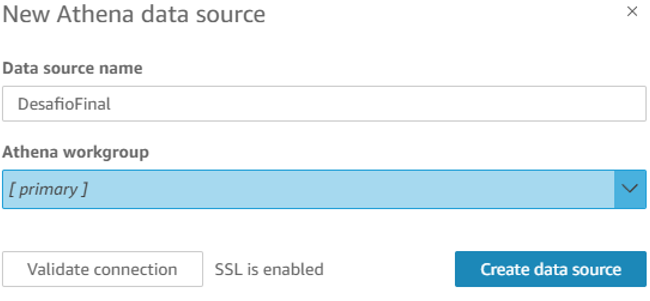 New Athena data source
Data source name
DesafioFinal
Athena workgroup
[ primary ]
Validate connection SSL is enabled Create data source